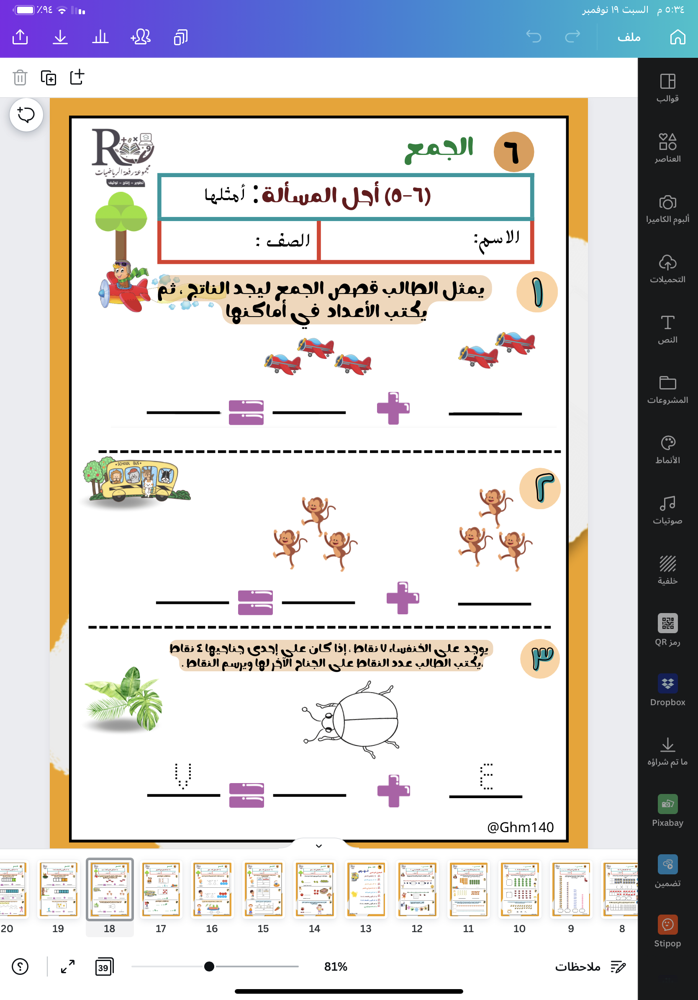 ٥:٣٤ م السبت ١٩ نوفمبر
٩٤٪
ملف
قوالب
العناصر
ألبوم الكاميرا
التحميلات
النص
المشروعات
الأنماط
صوتيات
خلفية
رمز QR
Dropbox
ما تم شراؤه
Pixabay
تضمين
Stipop
٦
الجمع
R
مجموعة رفعة الرياضيات
تطوير - إنتاج - توثيق
(٦-٥) أحل المسألة: أمثلها
الاسم:
الصف :
١
يمثل الطالب قصص الجمع ليجد الناتج ، ثم
يكتب الأعداد في أماكنها
+ =
٢
SCHOOL BUS
+ =
٣
يوجد على الخنفساء ٧ نقاط ، إذا كان على إحدى جناحيها ٤ نقاط
،يكتب الطالب عدد النقاط على الجناح الآخر لها ويرسم النقاط .
٤ + = ٧
@Ghm140
8
9
10
11
12
13
14
15
16
17
18
19
20
ملاحظات
81%
39